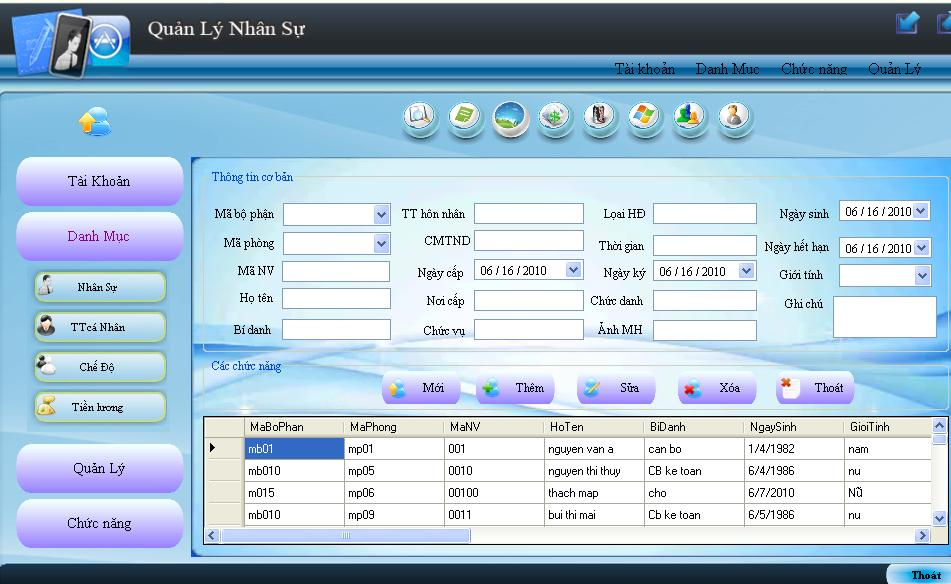 Quản Lý Nhân Sự
Tài khoản Danh Mục Chức năng Quản Lý
Tài Khoản
Danh Mục
Nhân Sự
TTcá Nhân
Chế Độ
Tiền lương
Quản Lý
Chức năng
Thông tin cơ bản
Mã bộ phận TT hôn nhân Lọai HĐ Ngày sinh 06 / 16 / 2010
Mã phòng CMTND Thời gian Ngày hết hạn 06 / 16 / 2010
Mã NV Ngày cấp 06 / 16 / 2010 Ngày ký 06 / 16 / 2010 Giới tính
Họ tên Nơi cấp Chức danh Ghi chú
Bí danh Chức vụ Ảnh MH
Các chức năng
Mới Thêm Sữa Xóa Thoát
MaBoPhan MaPhong MaNV HoTen BiDanh NgaySinh GioiTinh
mb01 mp01 001 nguyen van a can bo 1/4/1982 nam
mb010 mp05 0010 nguyen thi thuy CB ke toan 6/4/1986 nu
m015 mp06 00100 thach map cho 6/7/2010 Nữ
mb010 mp09 0011 bui thi mai Cb ke toan 6/5/1986 nu
Thoát